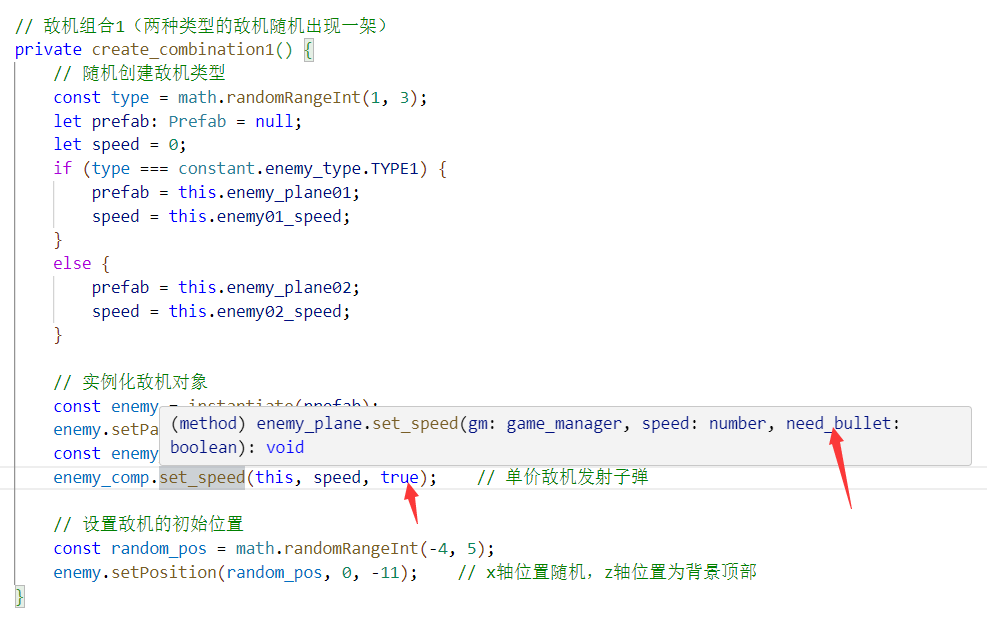 // 敌机组合1（两种类型的敌机随机出现一架）
private create_combination1() {
// 随机创建敌机类型
const type = math.randomRangeInt(1, 3);
let prefab: Prefab = null;
let speed = 0;
if (type === constant.enemy_type.TYPE1) {
prefab = this.enemy_plane01;
speed = this.enemy01_speed;
}
else {
prefab = this.enemy_plane02;
speed = this.enemy02_speed;
}
// 实例化敌机对象
const enemy = instantiate(prefab);
(method) enemy_plane.set_speed(gm: game_manager, speed: number, need_bullet:
enemy.setPa
boolean): void
const enemy
enemy_comp.set_speed(this, speed, true); // 单价敌机发射子弹
// 设置敌机的初始位置
const random_pos = math.randomRangeInt(-4, 5);
enemy.setPosition(random_pos, 0, -11); // x轴位置随机，z轴位置为背景顶部
}